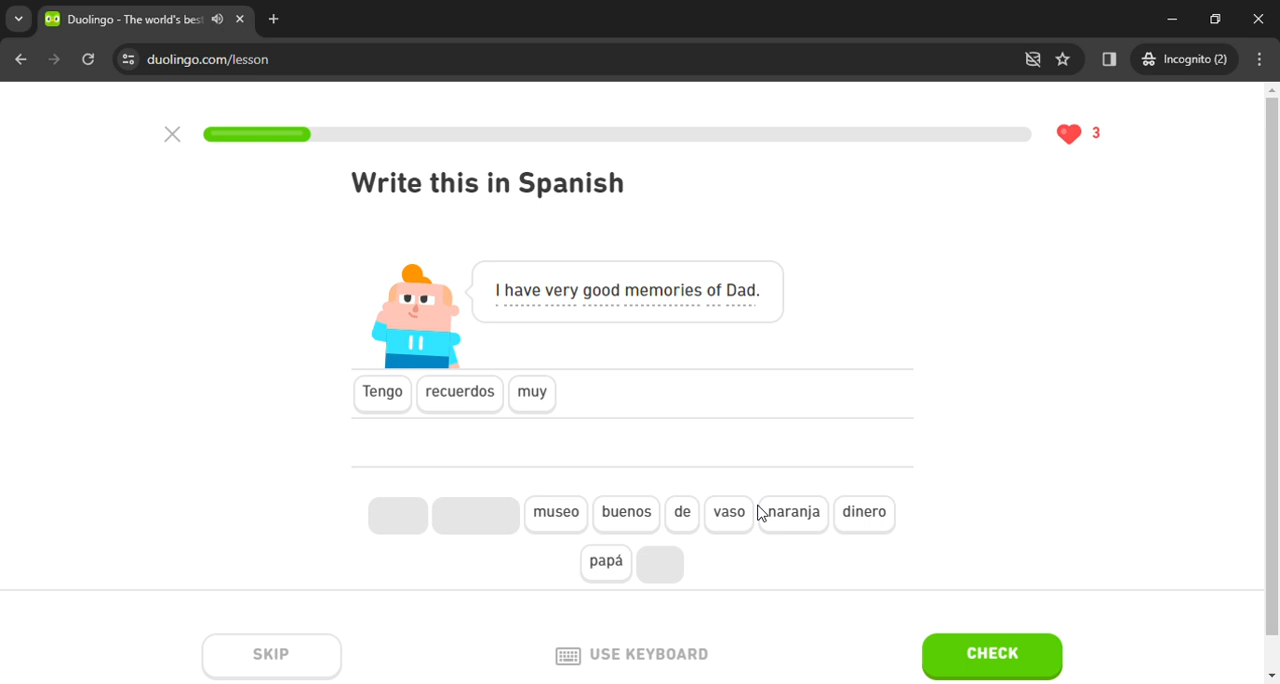 Duolingo - The world's bes
duolingo.com/lesson
Incognito (2)
3
Write this in Spanish
I have very good memories of Dad.
Tengo recuerdos muy
museo buenos de vaso naranja dinero
papá
SKIP
USE KEYBOARD
CHECK